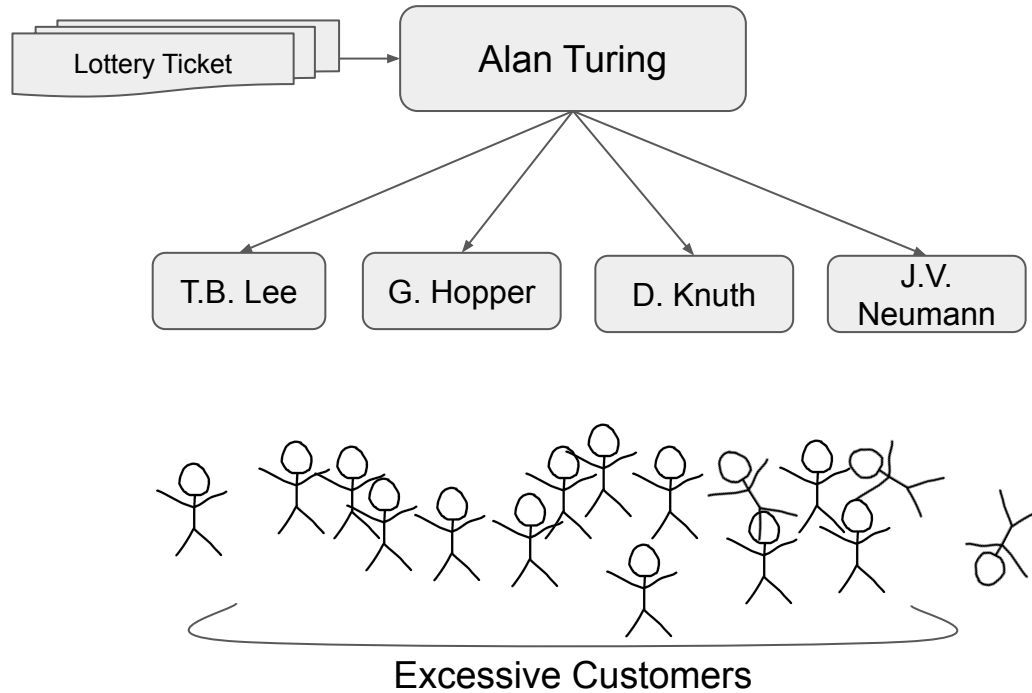 Lottery Ticket
Alan Turing
T.B. Lee
G. Hopper
D. Knuth
J.V.
Neumann
Excessive Customers